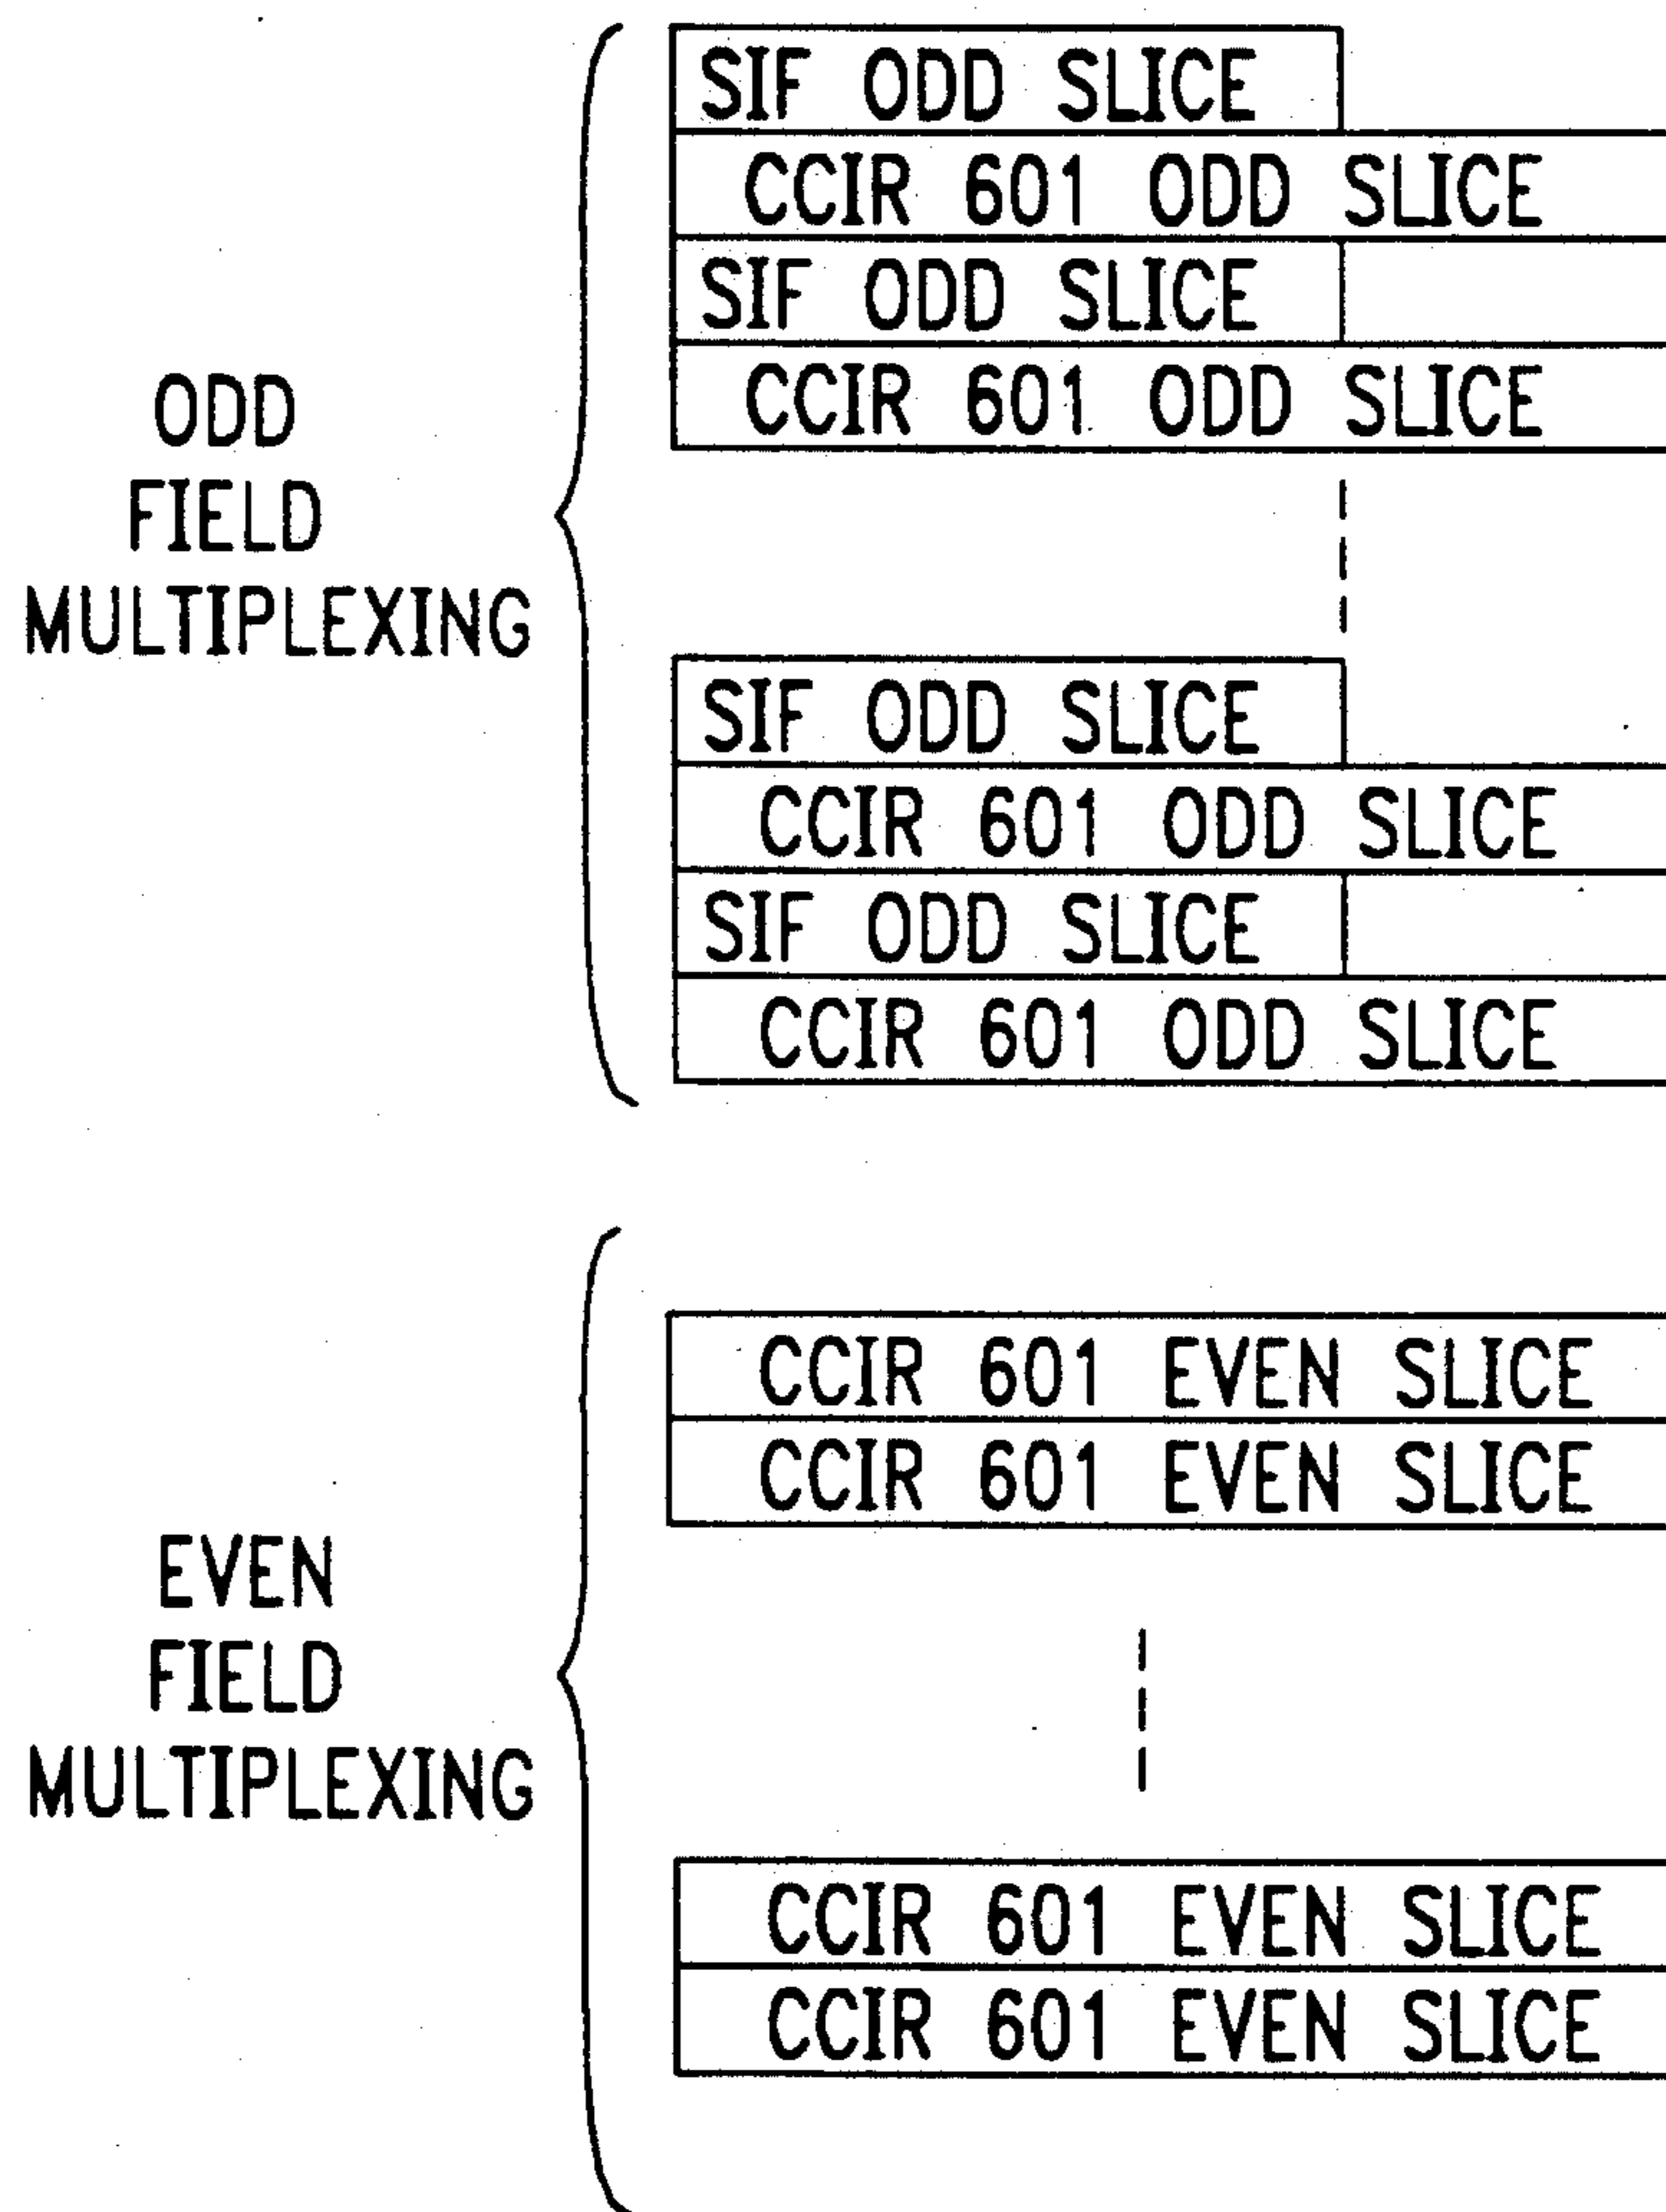 ODD
FIELD
MULTIPLEXING
SIF ODD SLICE
CCIR 601 ODD SLICE
SIF ODD SLICE
CCIR 601 ODD SLICE
SIF ODD SLICE
CCIR 601 ODD SLICE
SIF ODD SLICE
CCIR 601 ODD SLICE
EVEN
FIELD
MULTIPLEXING
CCIR 601 EVEN SLICE
CCIR 601 EVEN SLICE
CCIR 601 EVEN SLICE
CCIR 601 EVEN SLICE